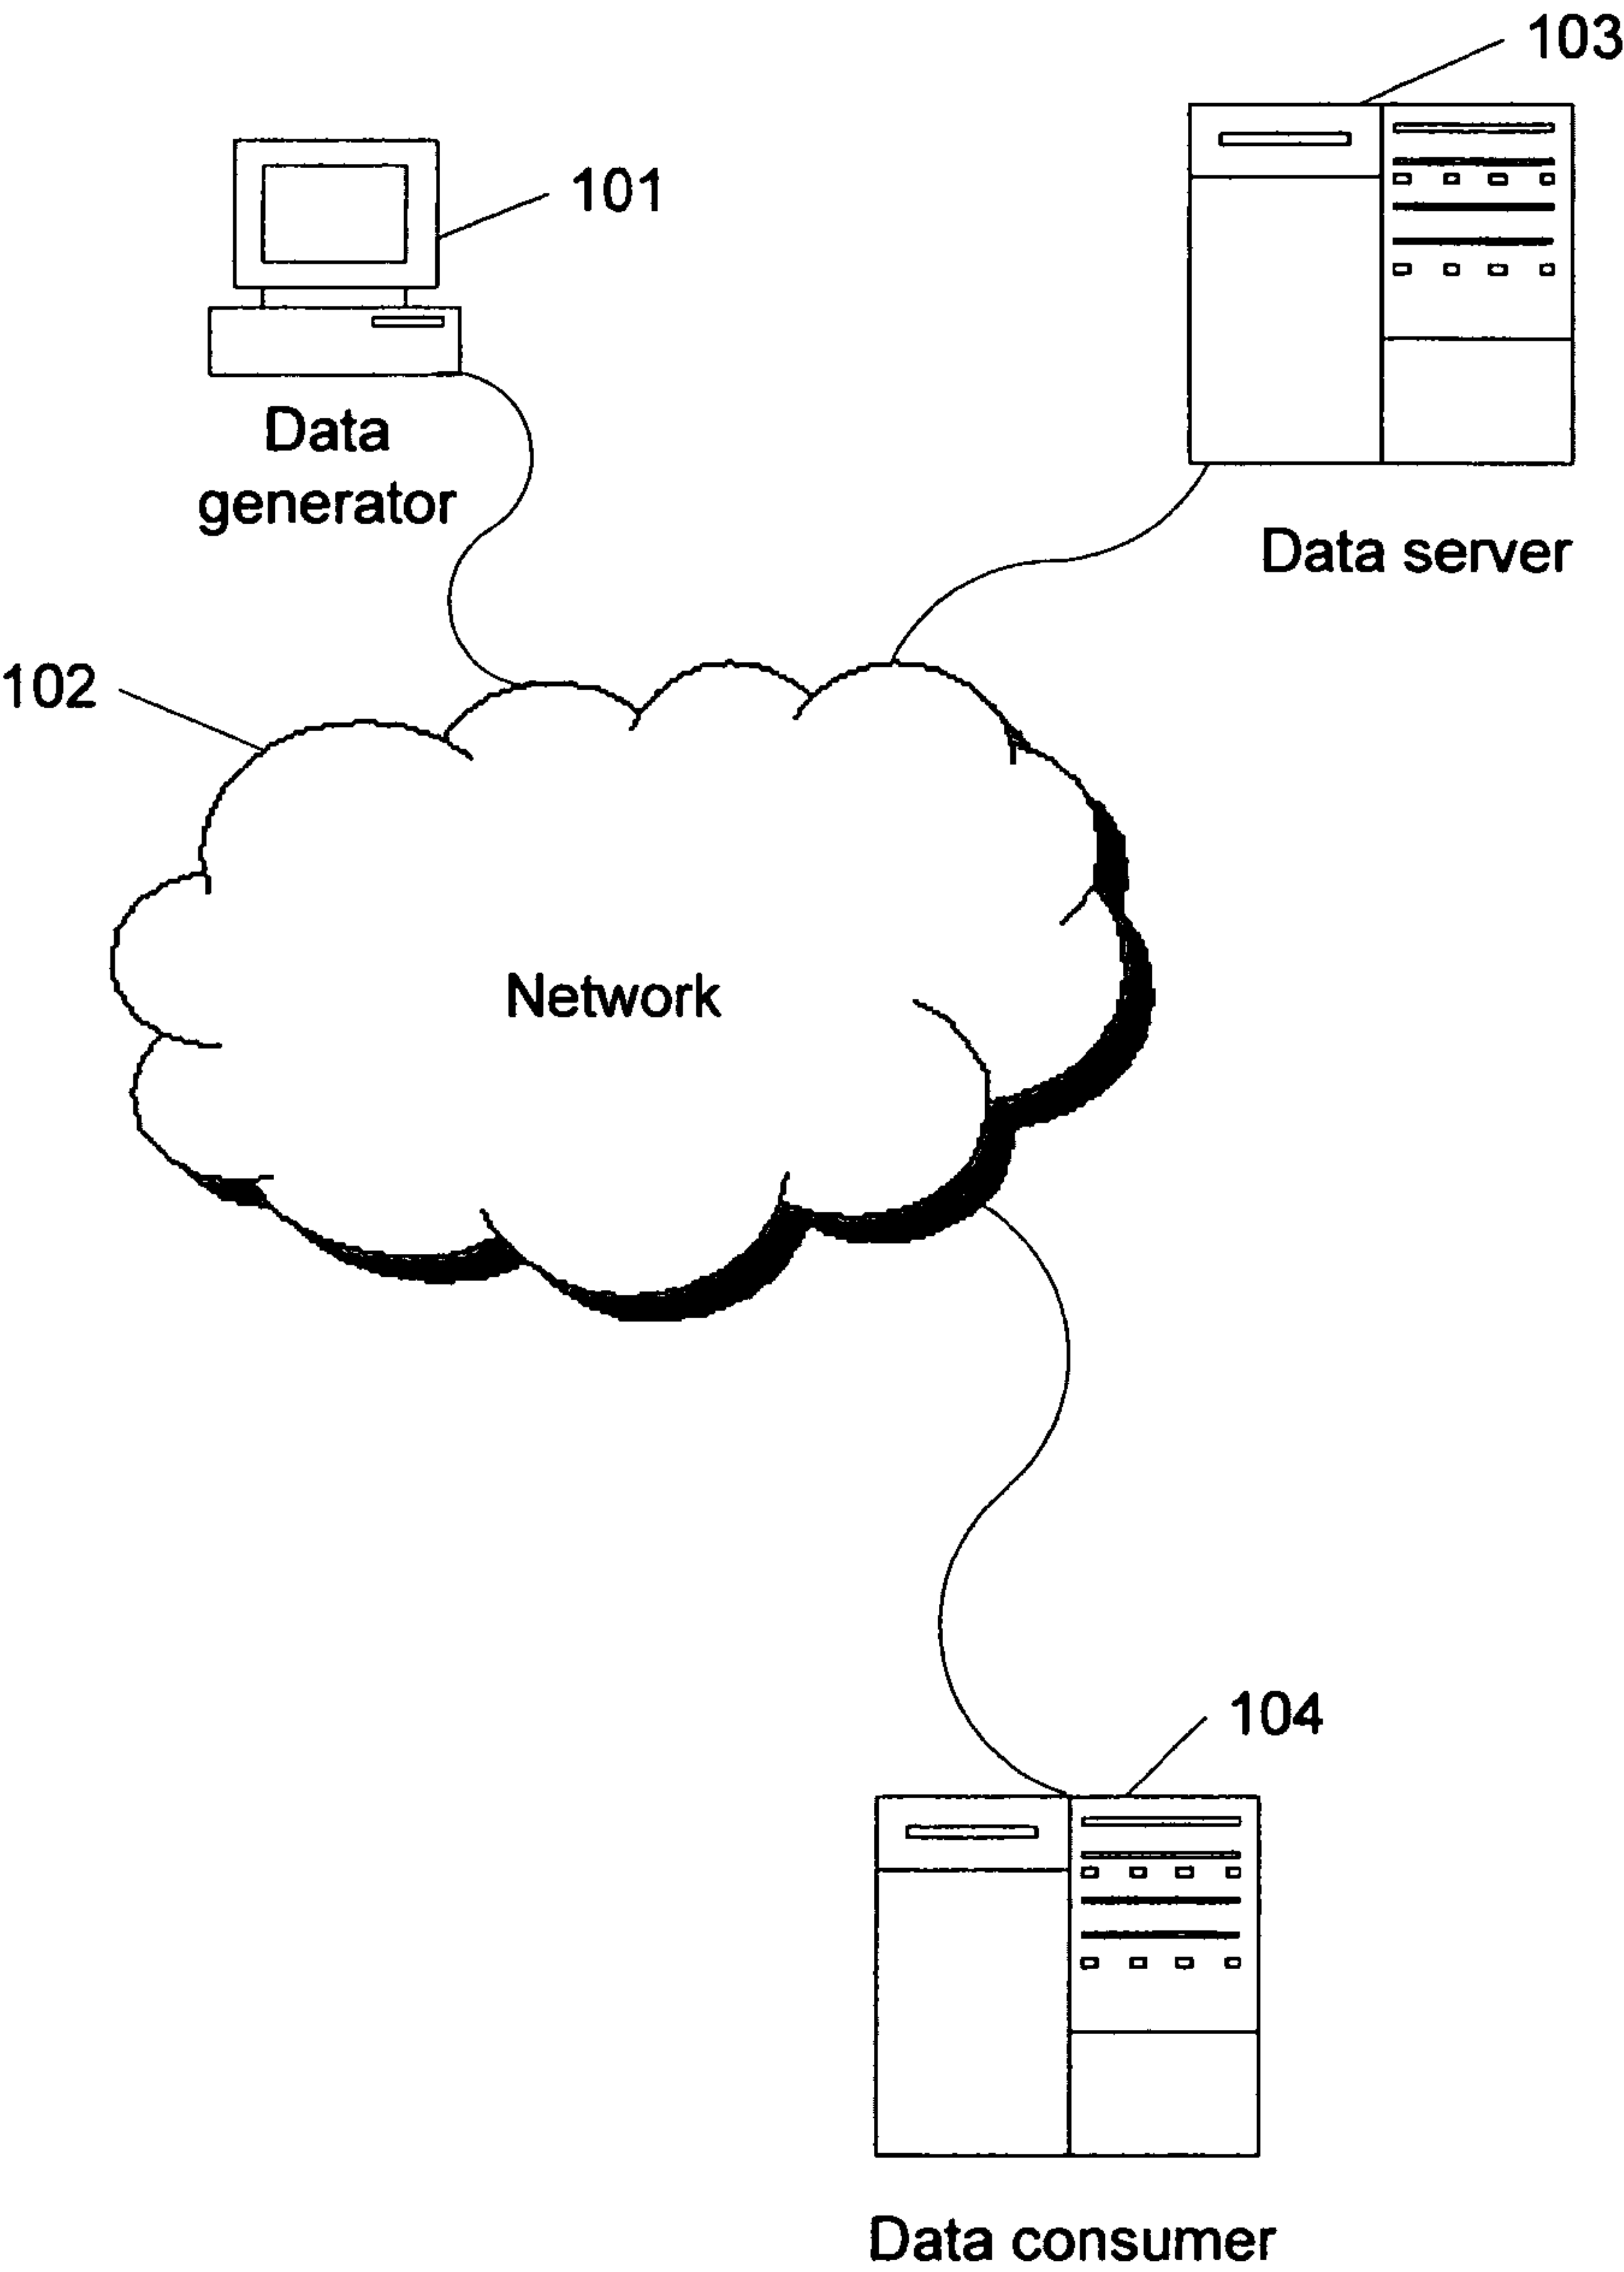 103
101
Data
generator
Data server
102
Network
104
Data consumer